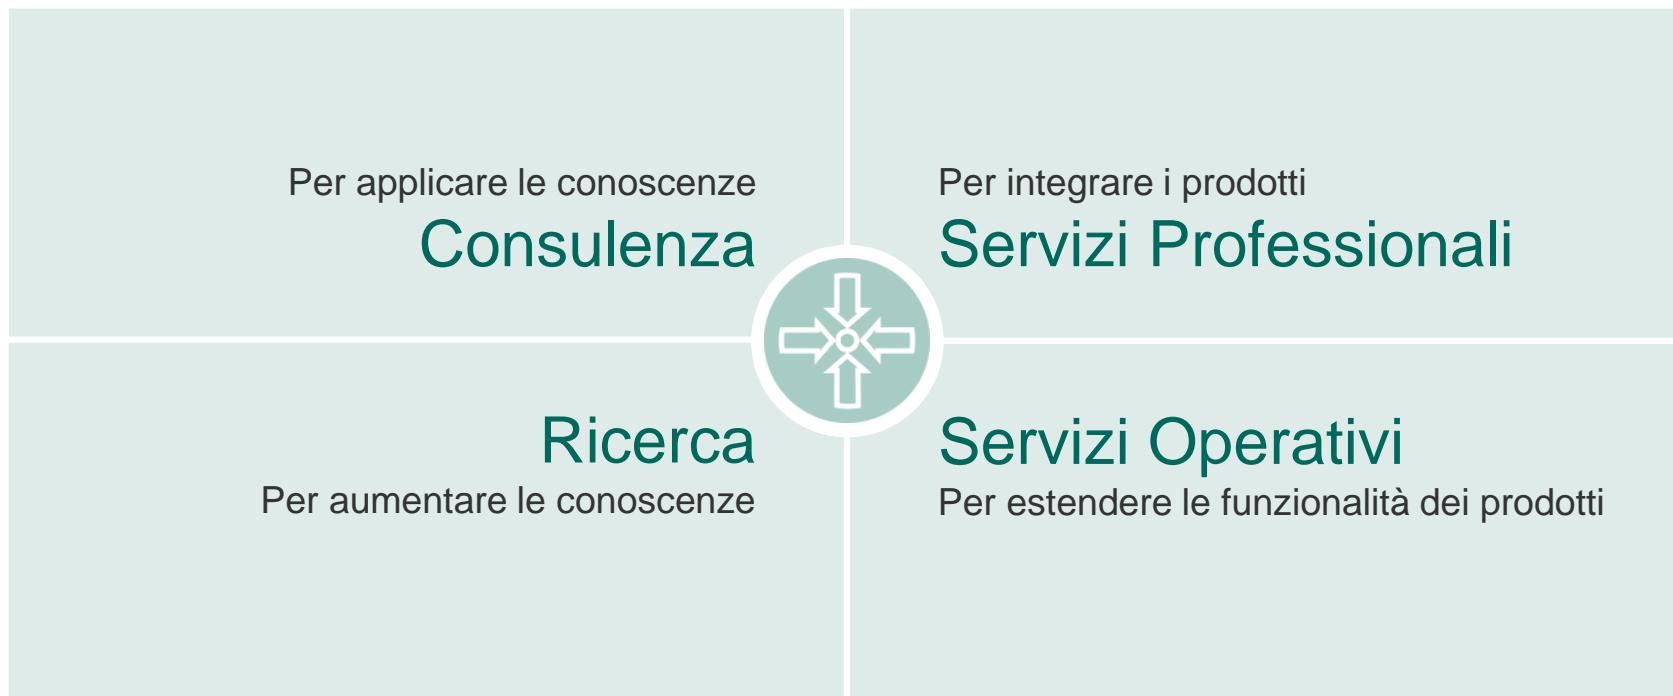 Per applicare le conoscenze
Consulenza
Per integrare i prodotti
Servizi Professionali
Ricerca
Per aumentare le conoscenze
Servizi Operativi
Per estendere le funzionalità dei prodotti